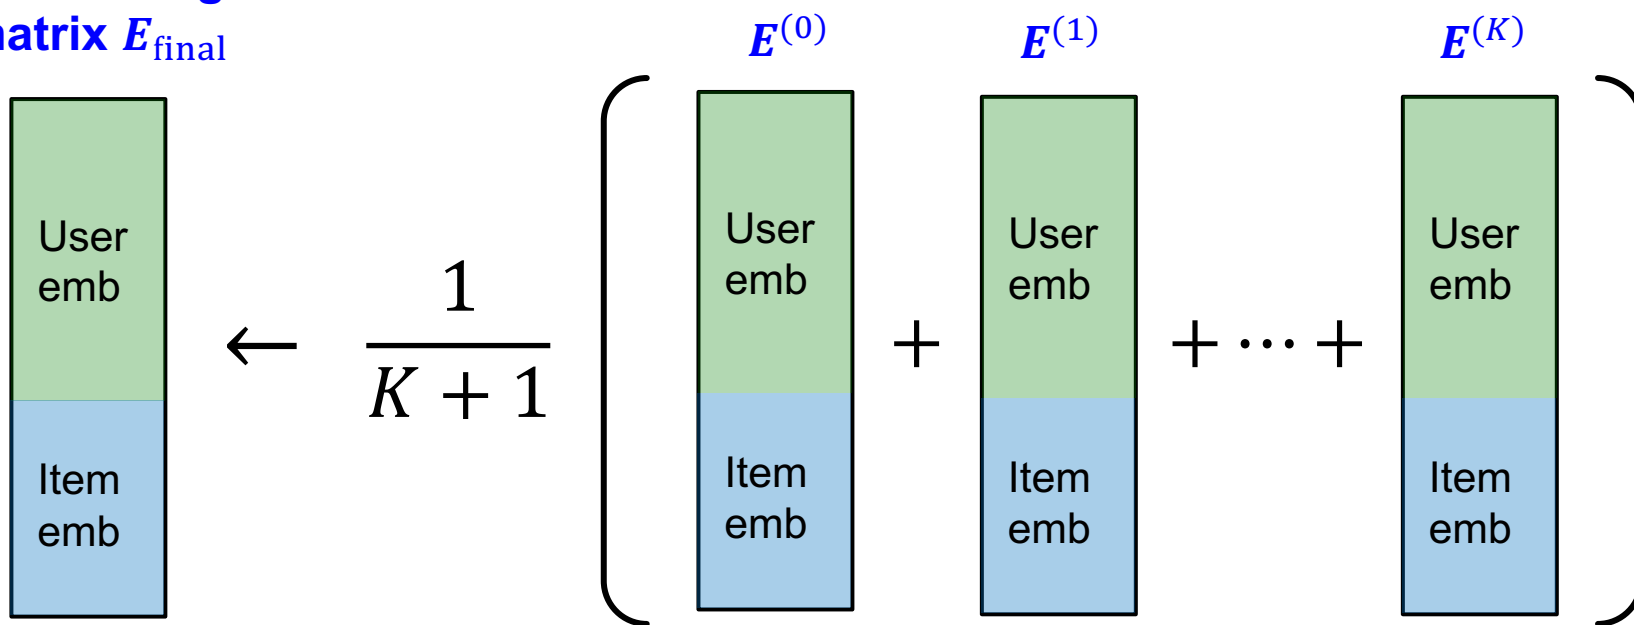 matrix E_final
E^(0)
E^(1)
E^(K)
User
emb
Item
emb
←
1
K + 1
(
User
emb
Item
emb
+
User
emb
Item
emb
+ ⋯ +
User
emb
Item
emb
)